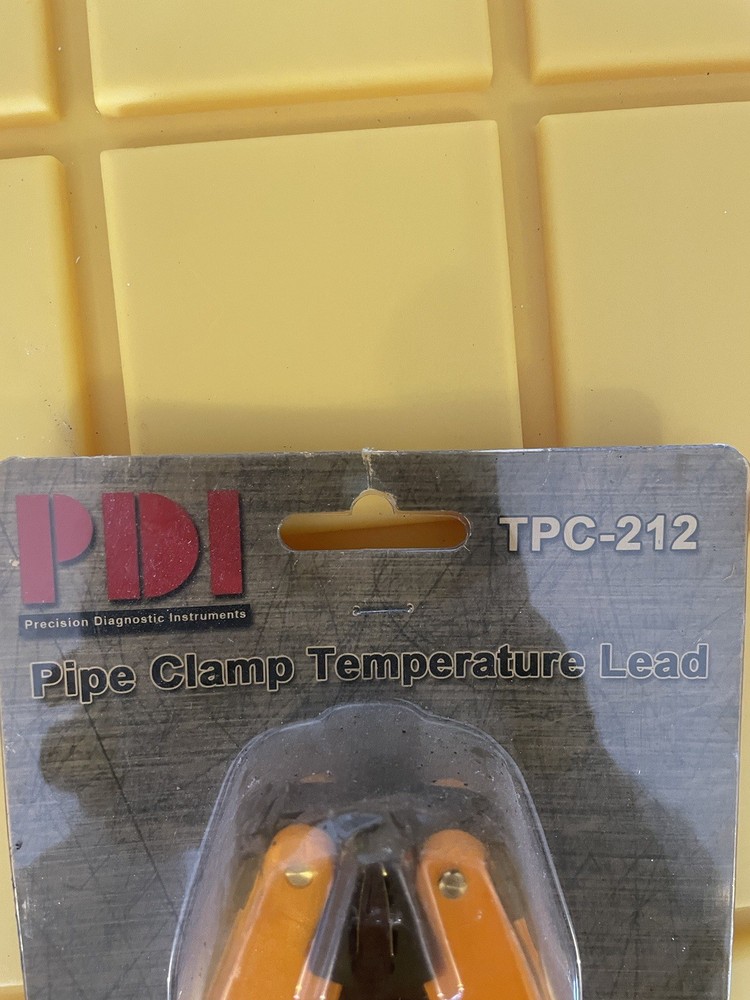 PDI
TPC-212
Precision Diagnostic Instruments
Pipe Clamp Temperature Lead